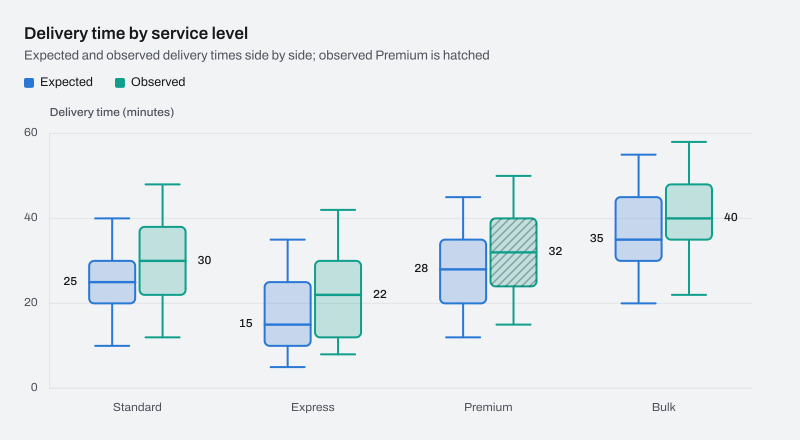 Delivery time by service level
Expected and observed delivery times side by side; observed Premium is hatched
Expected Observed
Delivery time (minutes)
60
40
20
0
25
30
15
22
28
32
35
40
Standard Express Premium Bulk